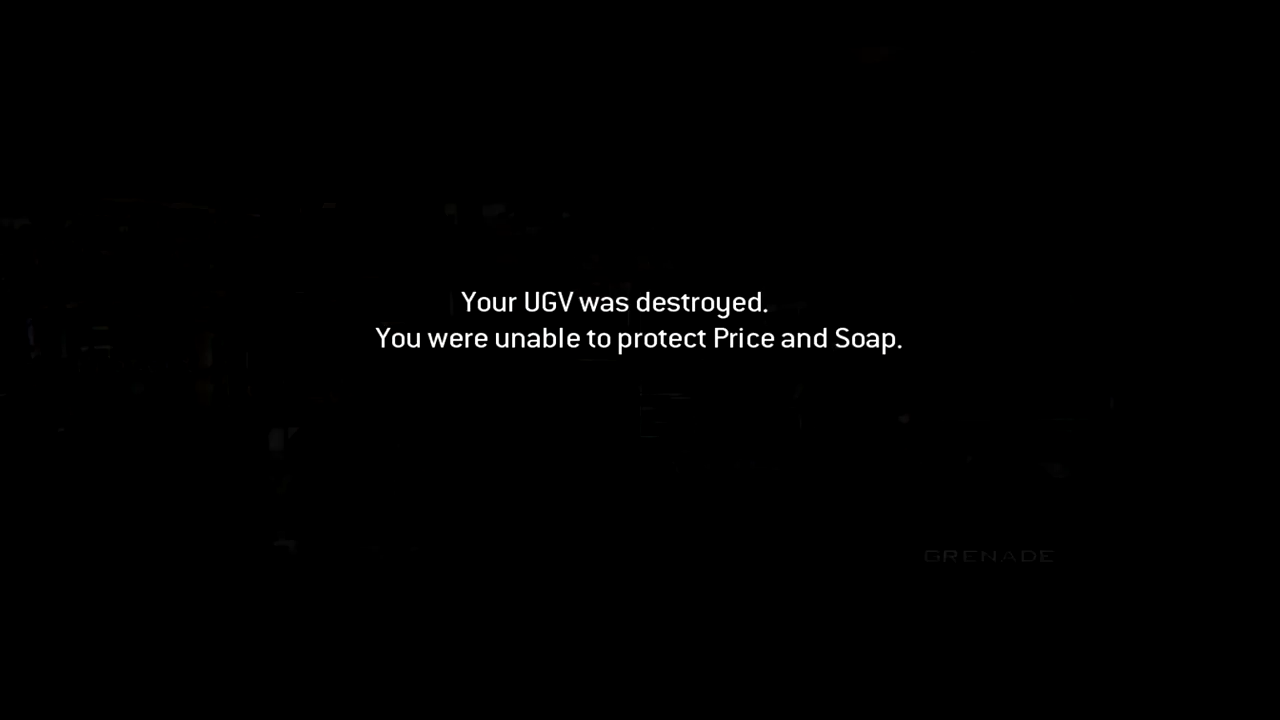 Your UGV was destroyed.
You were unable to protect Price and Soap.
GRENADE